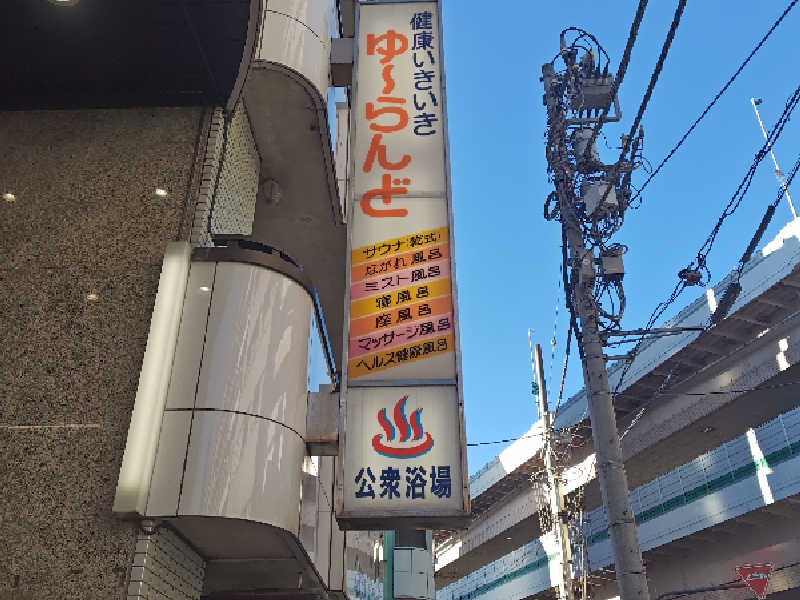 健康いきいき
ゆ〜らんど
サウナ(乾式)
ながれ風呂
ミスト風呂
寝風呂
座風呂
マッサージ風呂
ヘルス健康風呂
公衆浴場